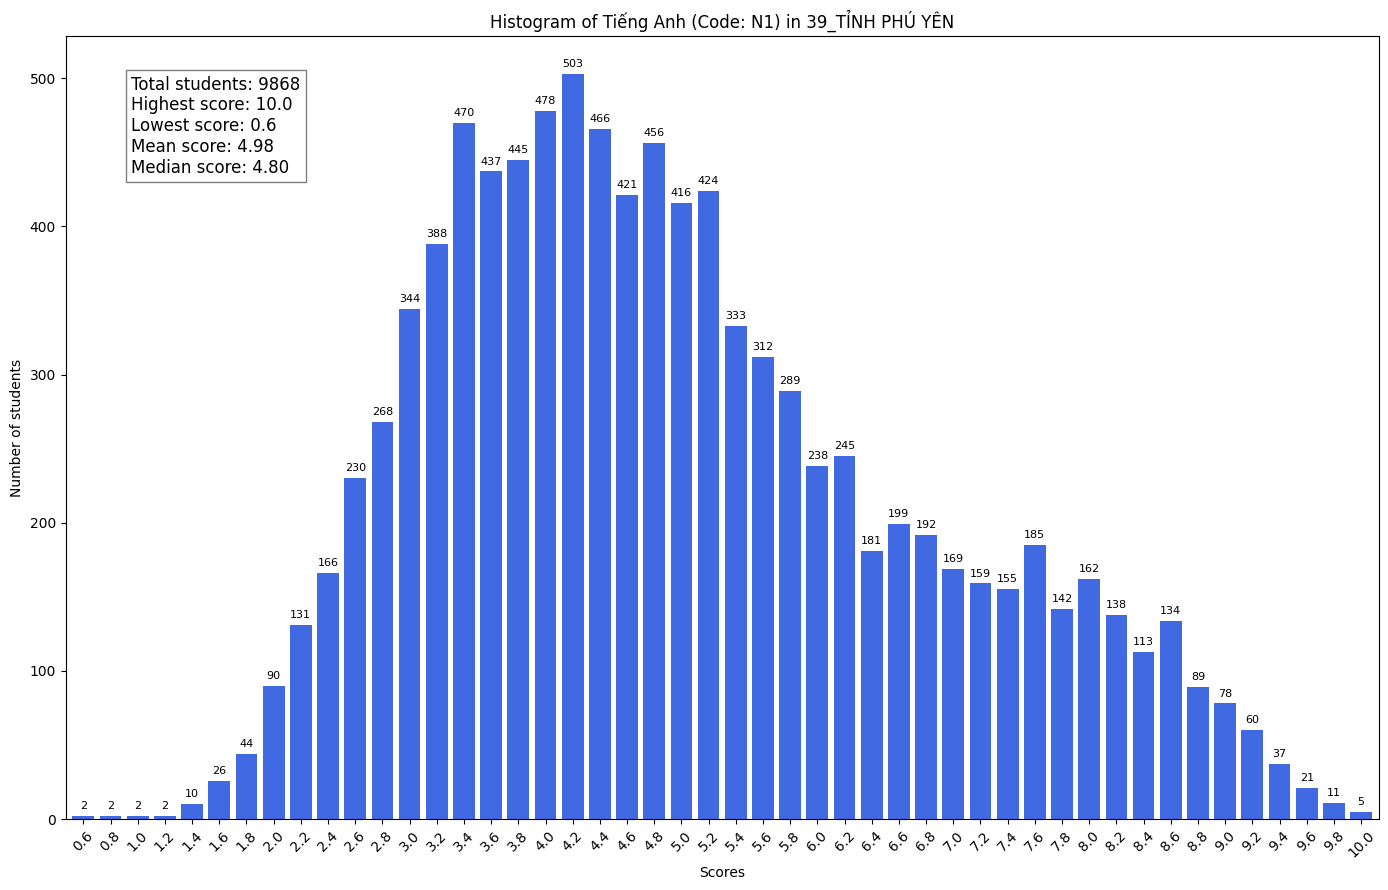 Histogram of Tiếng Anh (Code: N1) in 39_TỈNH PHÚ YÊN
Total students: 9868
Highest score: 10.0
Lowest score: 0.6
Mean score: 4.98
Median score: 4.80
Number of students
500
400
300
200
100
0
2 2 2 2 10 26 44 90 131 166 230 268 344 388 470 437 445 478 503 466 421 456 416 424 333 312 289 238 245 181 199 192 169 159 155 185 142 162 138 113 134 89 78 60 37 21 11 5
0.6 0.8 1.0 1.2 1.4 1.6 1.8 2.0 2.2 2.4 2.6 2.8 3.0 3.2 3.4 3.6 3.8 4.0 4.2 4.4 4.6 4.8 5.0 5.2 5.4 5.6 5.8 6.0 6.2 6.4 6.6 6.8 7.0 7.2 7.4 7.6 7.8 8.0 8.2 8.4 8.6 8.8 9.0 9.2 9.4 9.6 9.8 10.0
Scores